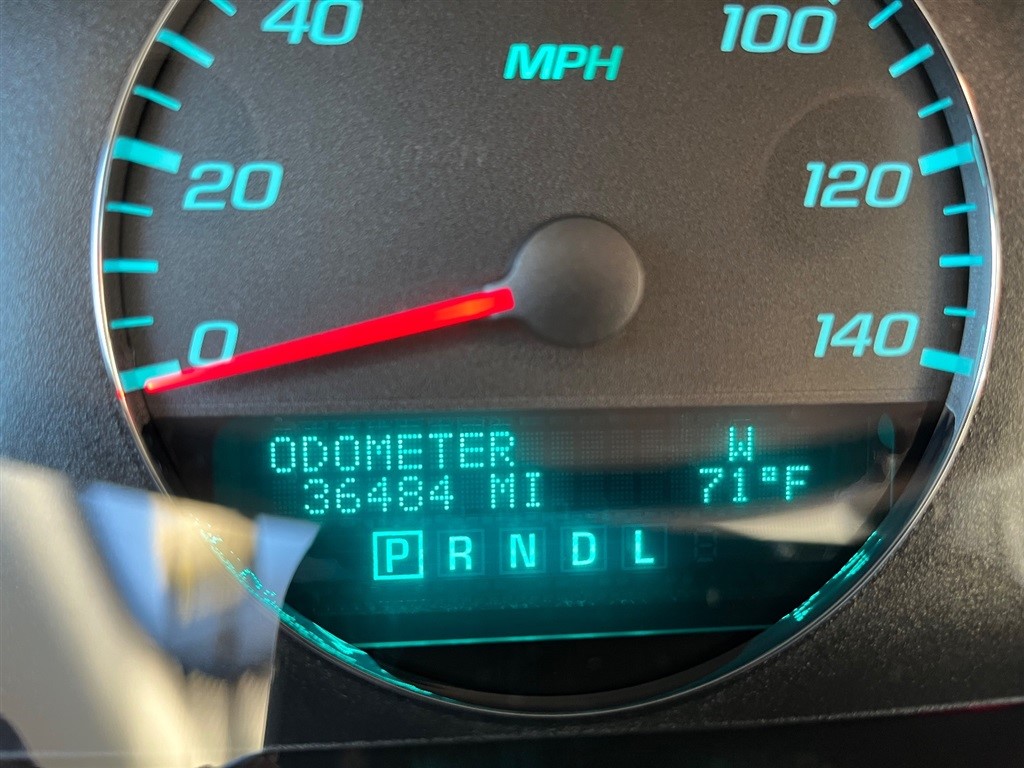 40 100
MPH
20 120
0 140
ODOMETER W
36484 MI 71°F
P R N D L